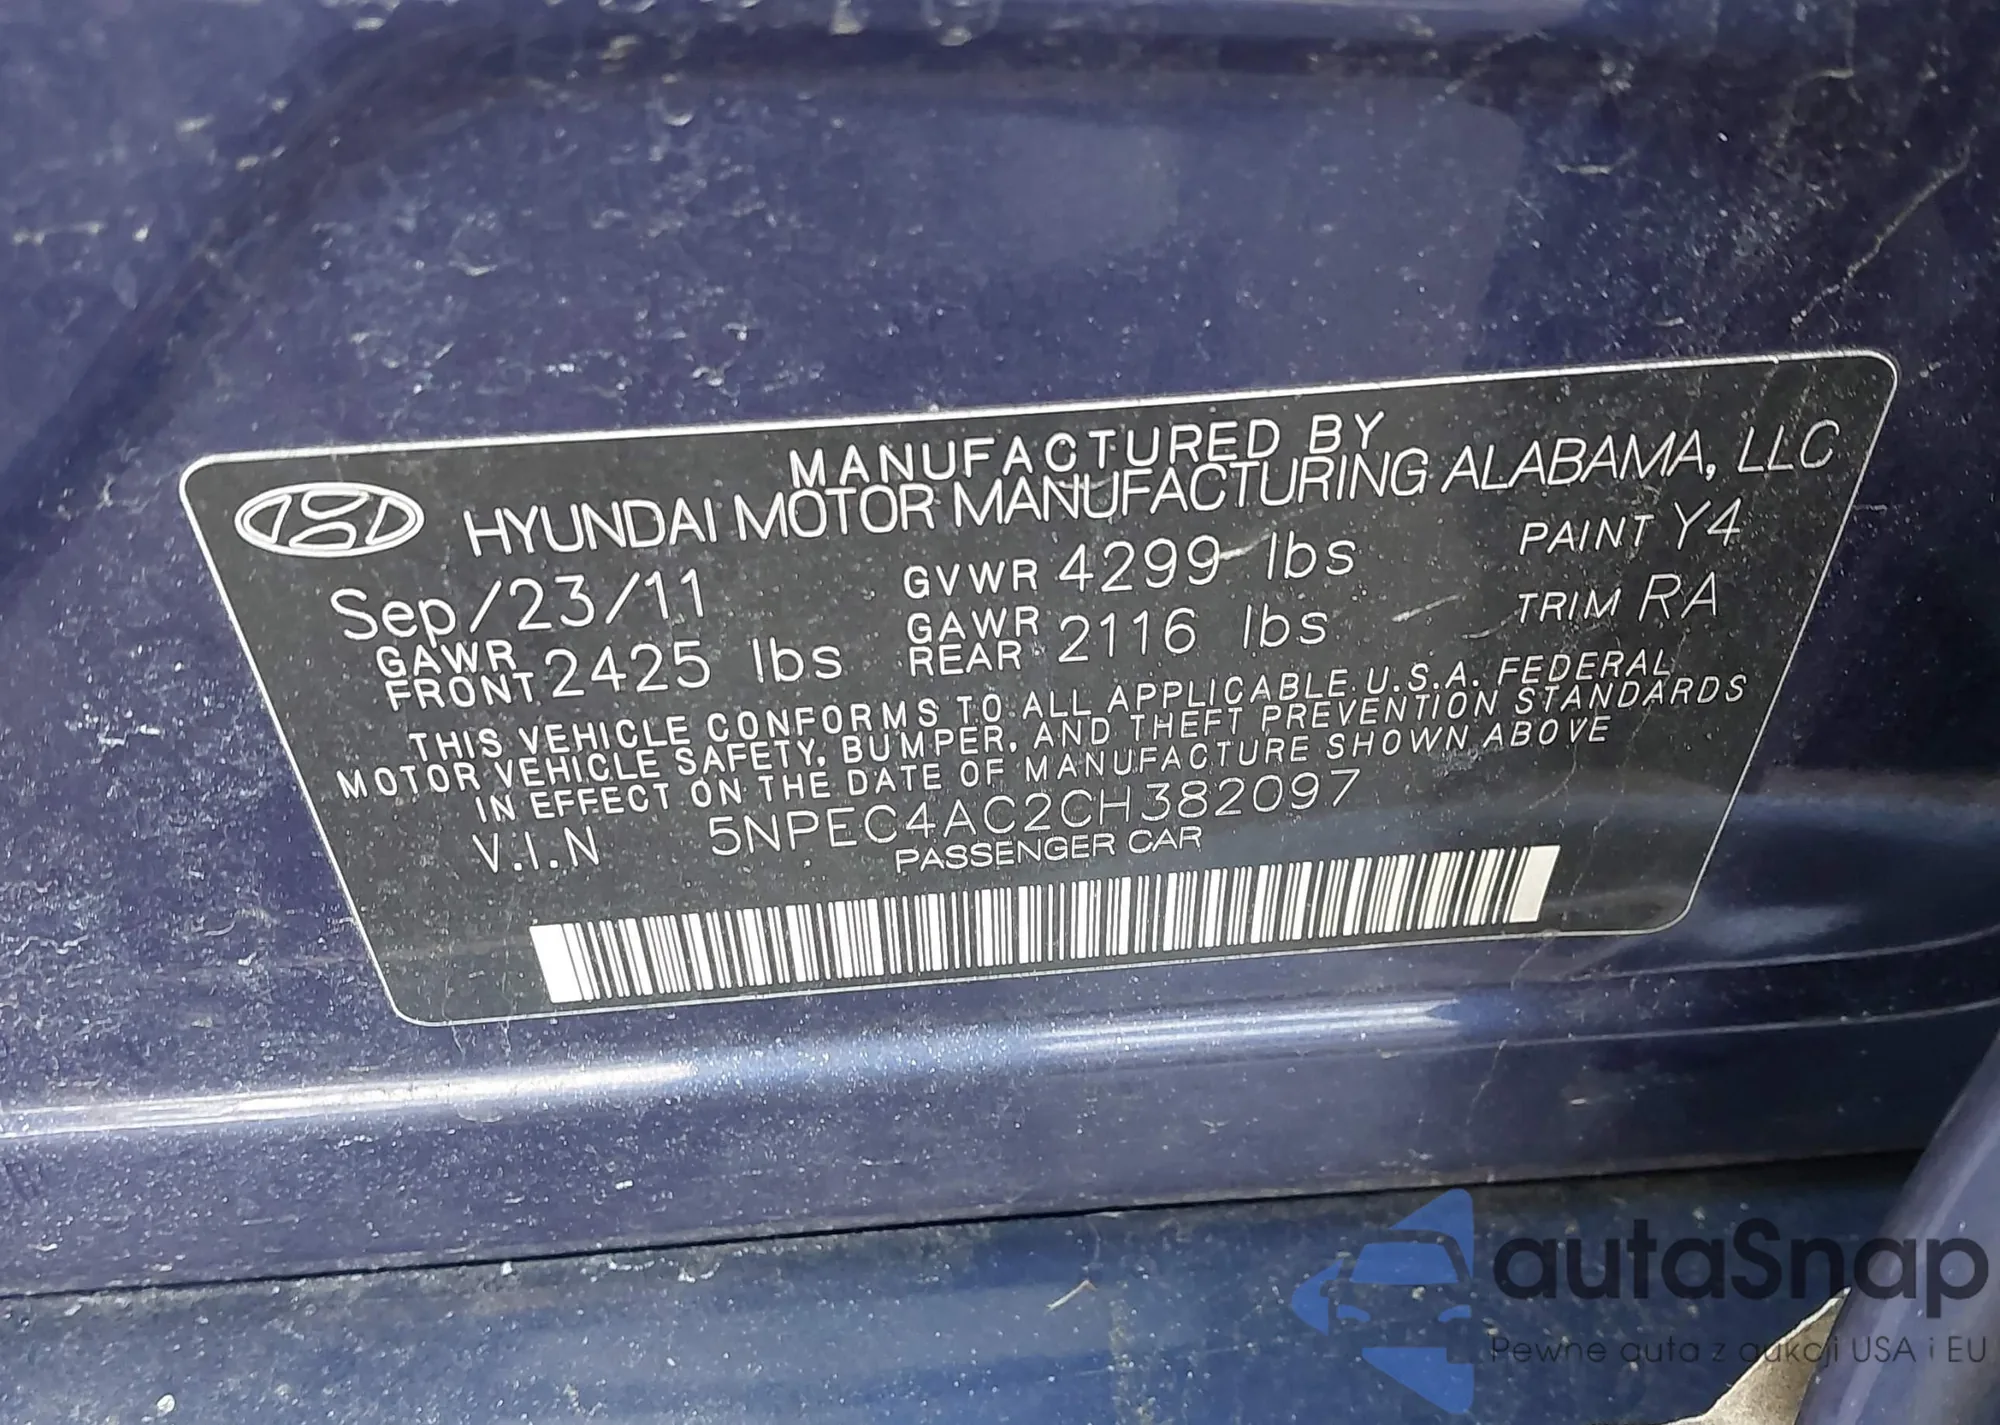 MANUFACTURED BY
HYUNDAI MOTOR MANUFACTURING ALABAMA, LLC
Sep/23/11 GVWR 4299 lbs PAINT Y4
GAWR FRONT 2425 lbs GAWR REAR 2116 lbs TRIM RA
THIS VEHICLE CONFORMS TO ALL APPLICABLE U.S.A. FEDERAL
MOTOR VEHICLE SAFETY, BUMPER, AND THEFT PREVENTION STANDARDS
IN EFFECT ON THE DATE OF MANUFACTURE SHOWN ABOVE
V.I.N 5NPEC4AC2CH382097
PASSENGER CAR
autaSnap
Pewne auta z aukcji USA i EU